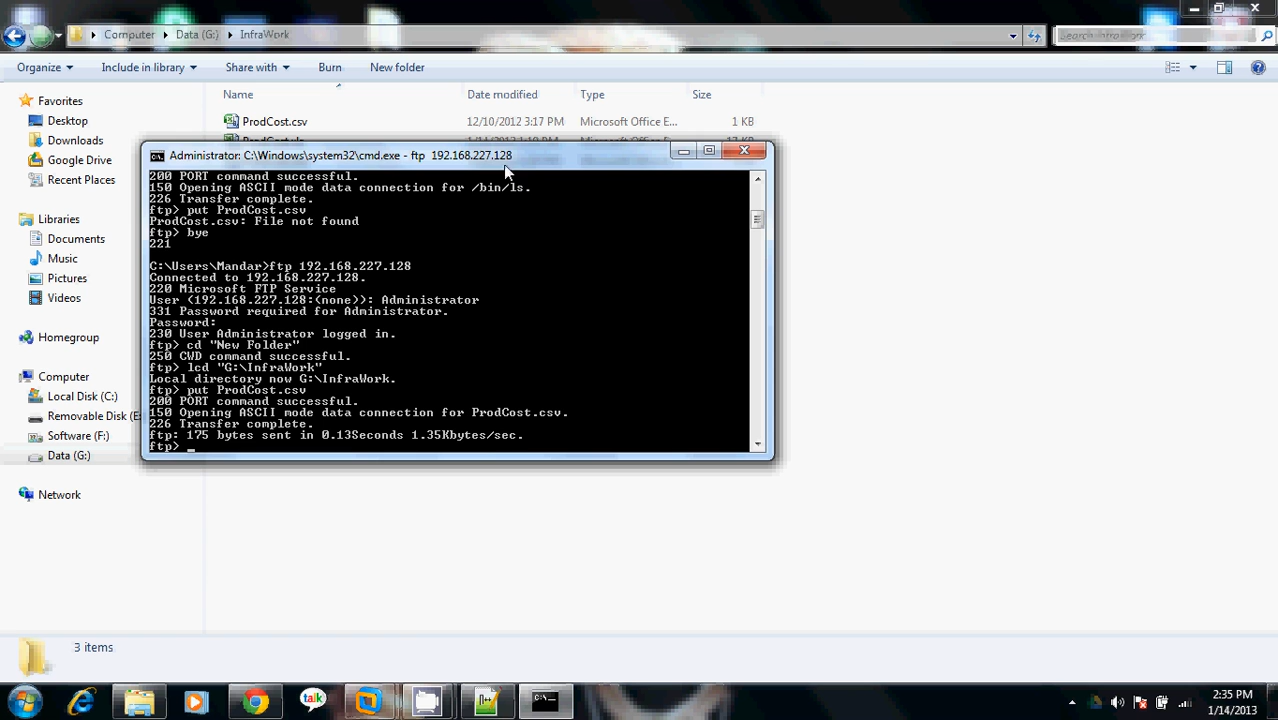 Computer Data (G:) InfraWork
Organize Include in library Share with Burn New folder
Name Date modified Type Size
Favorites
Desktop
Downloads
Google Drive
Recent Places
Libraries
Documents
Music
Pictures
Videos
Homegroup
Computer
Local Disk (C:)
Removable Disk (E
Software (F:)
Data (G:)
Network
ProdCost.csv 12/10/2012 3:17 PM Microsoft Office E... 1 KB
Administrator: C:\Windows\system32\cmd.exe - ftp 192.168.227.128
200 PORT command successful.
150 Opening ASCII mode data connection for /bin/ls.
226 Transfer complete.
ftp> put ProdCost.csv
ProdCost.csv: File not found
ftp> bye
221
C:\Users\Mandar>ftp 192.168.227.128
Connected to 192.168.227.128.
220 Microsoft FTP Service
User (192.168.227.128:(none)): Administrator
331 Password required for Administrator.
Password:
230 User Administrator logged in.
ftp> cd "New Folder"
250 CWD command successful.
ftp> lcd "G:\InfraWork"
Local directory now G:\InfraWork.
ftp> put ProdCost.csv
200 PORT command successful.
150 Opening ASCII mode data connection for ProdCost.csv.
226 Transfer complete.
ftp: 175 bytes sent in 0.13Seconds 1.35Kbytes/sec.
ftp> _
3 items
talk
n++
2:35 PM
1/14/2013